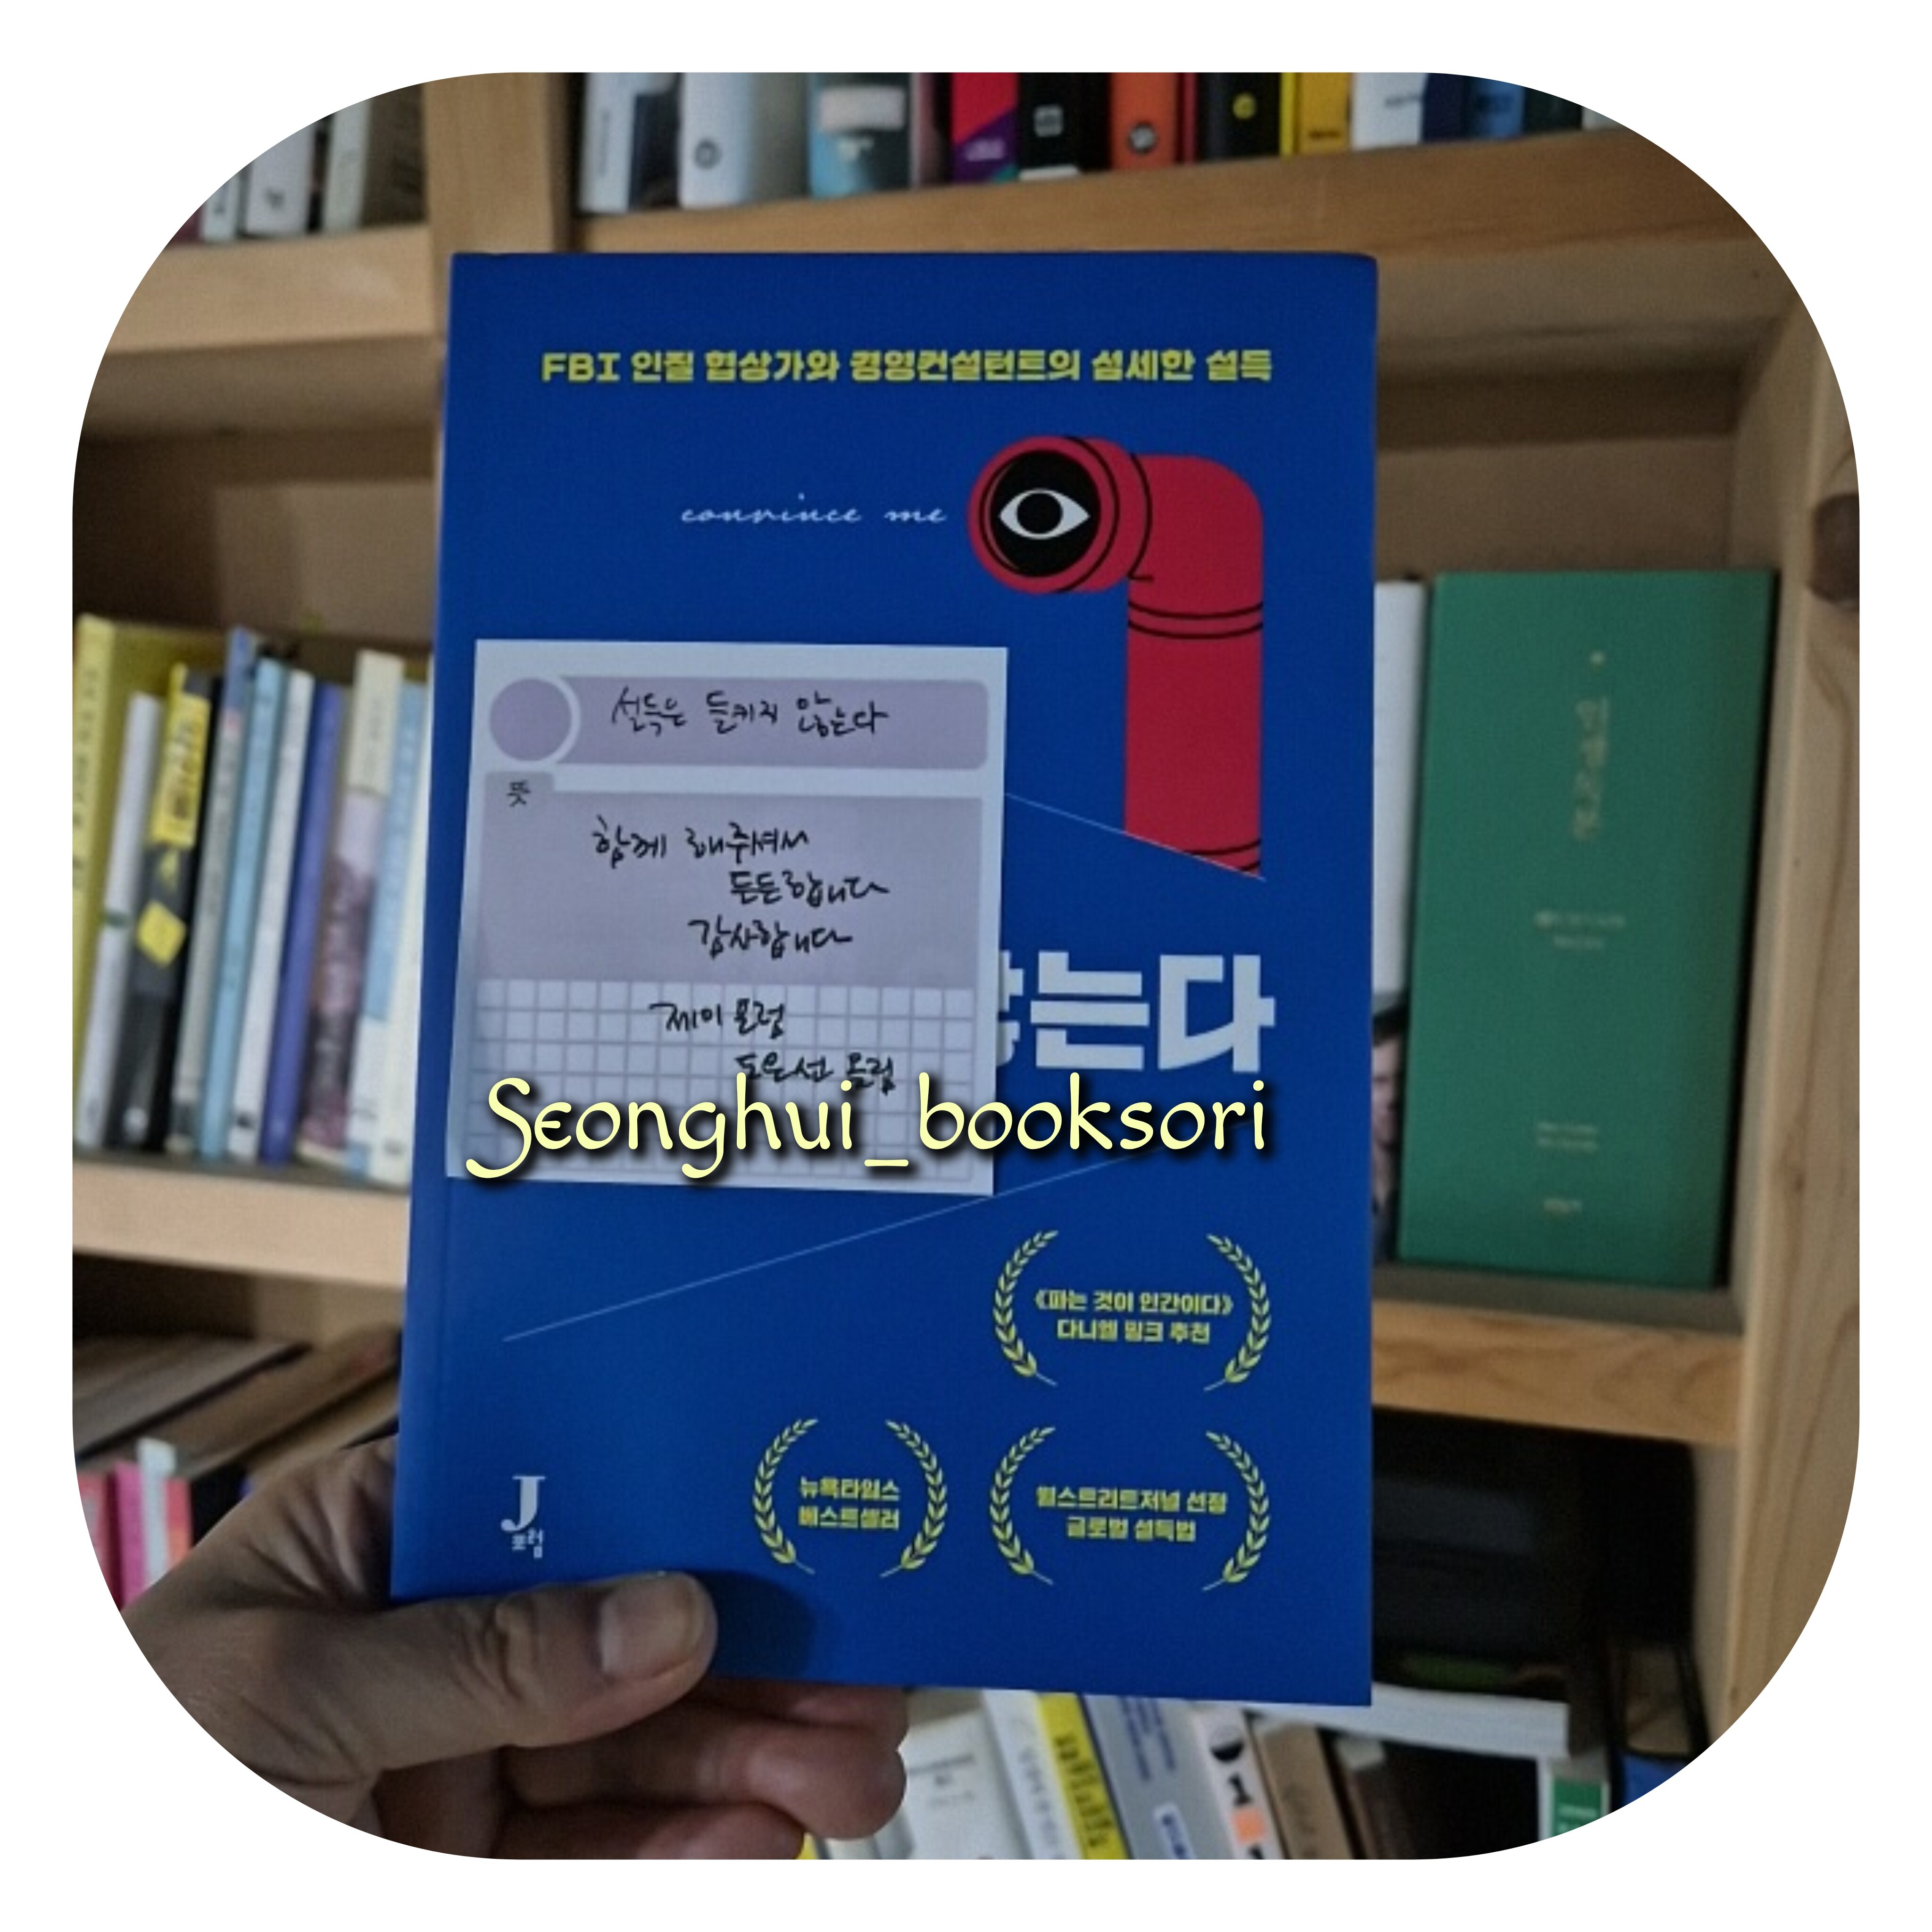 FBI 인질 협상가와 경영컨설턴트의 섬세한 설득
convince me
설득은 들키지 않는다
뜻
함께 해주셔서
든든합니다
감사합니다
제이포럼
도은선 올림
않는다
Seonghui_booksori
《파는 것이 인간이다》
다니엘 핑크 추천
뉴욕타임스
베스트셀러
월스트리트저널 선정
글로벌 설득법
J
포럼